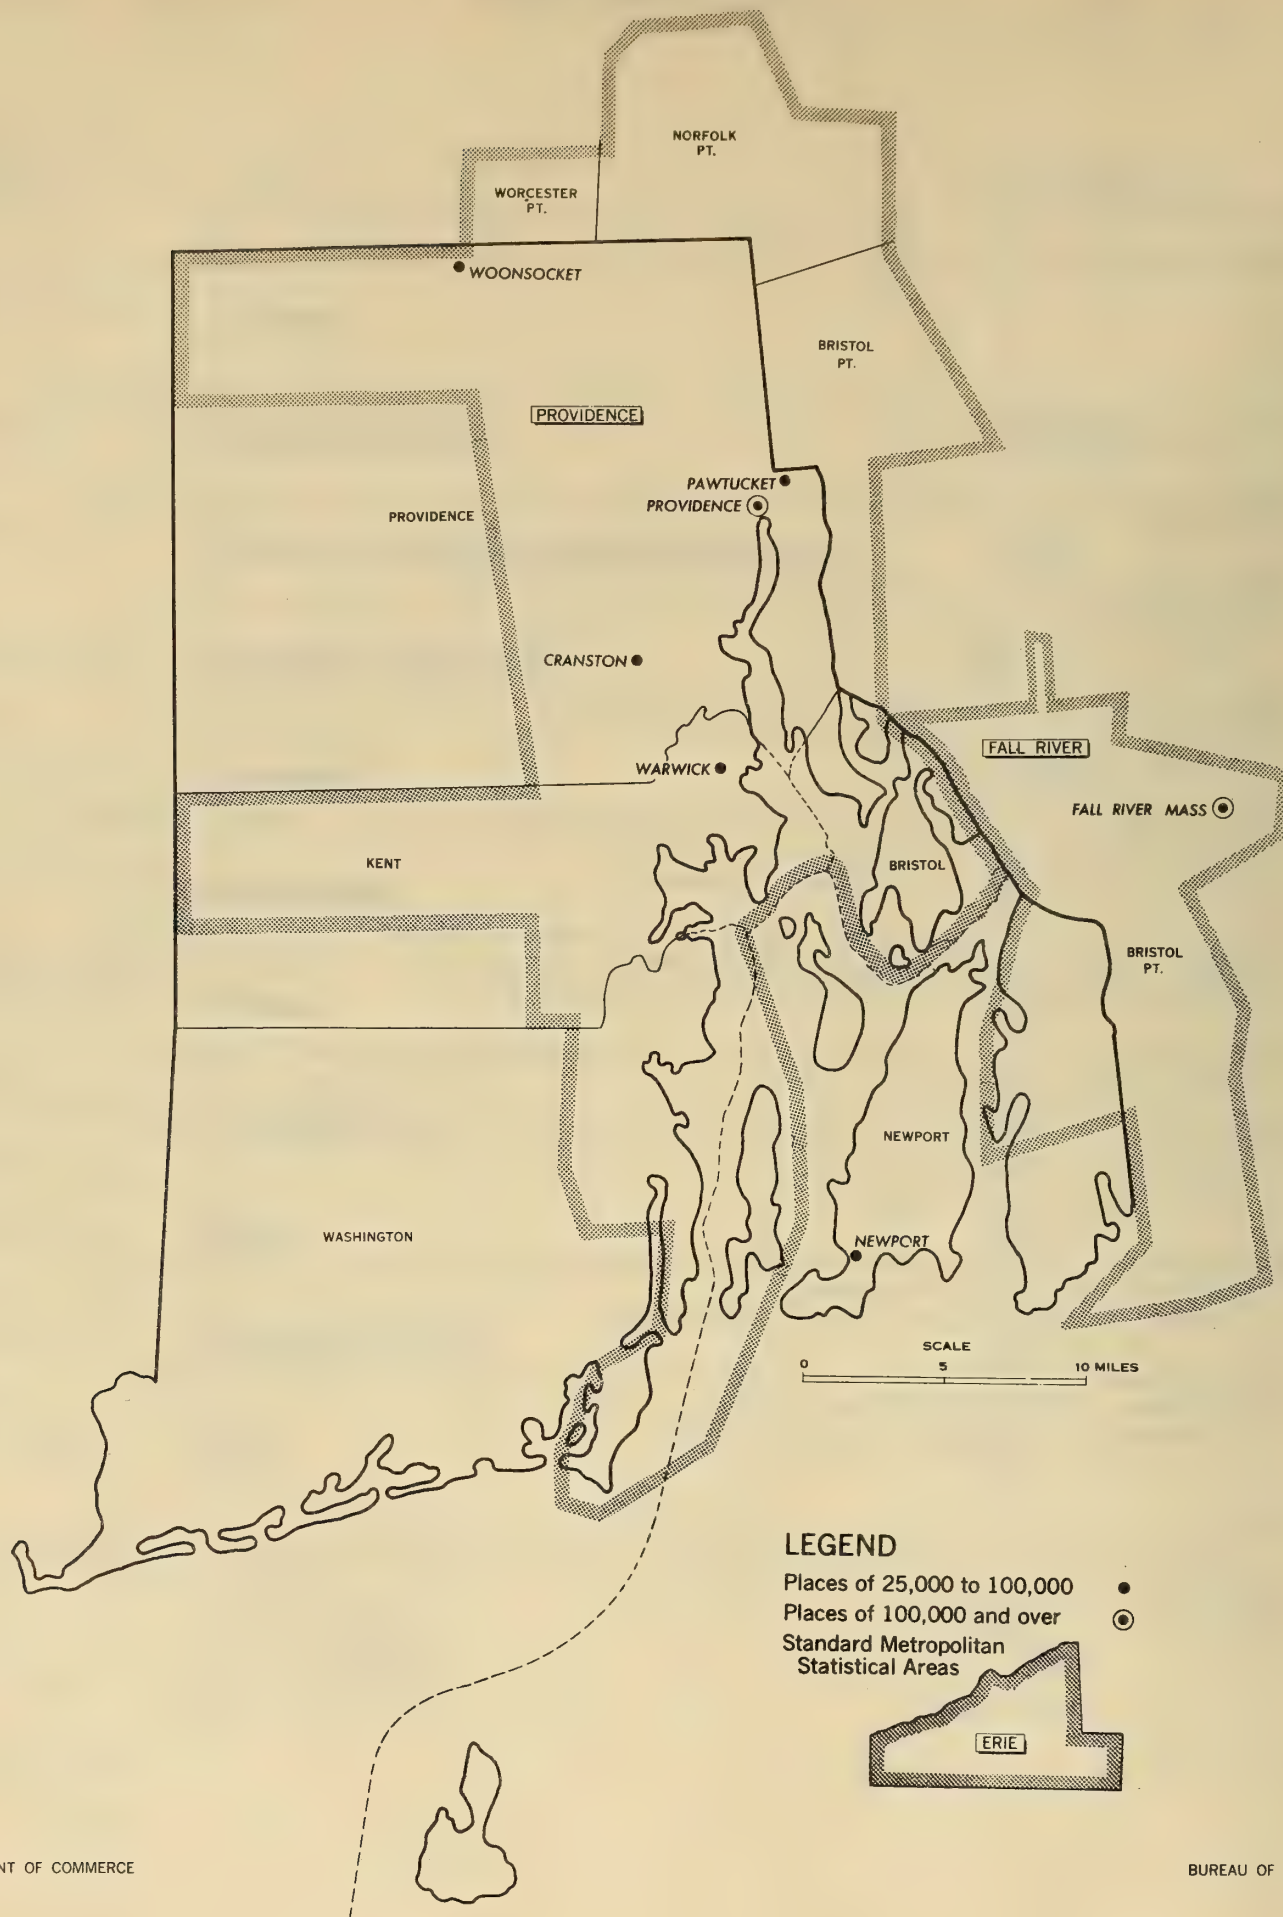 NORFOLK
PT.
WORCESTER
PT.
WOONSOCKET
BRISTOL
PT.
PROVIDENCE
PAWTUCKET
PROVIDENCE
PROVIDENCE
CRANSTON
FALL RIVER
WARWICK
FALL RIVER MASS
KENT
BRISTOL
BRISTOL
PT.
NEWPORT
WASHINGTON
NEWPORT
SCALE
0 5 10 MILES
LEGEND
Places of 25,000 to 100,000
Places of 100,000 and over
Standard Metropolitan
Statistical Areas
ERIE
NT OF COMMERCE
BUREAU OF